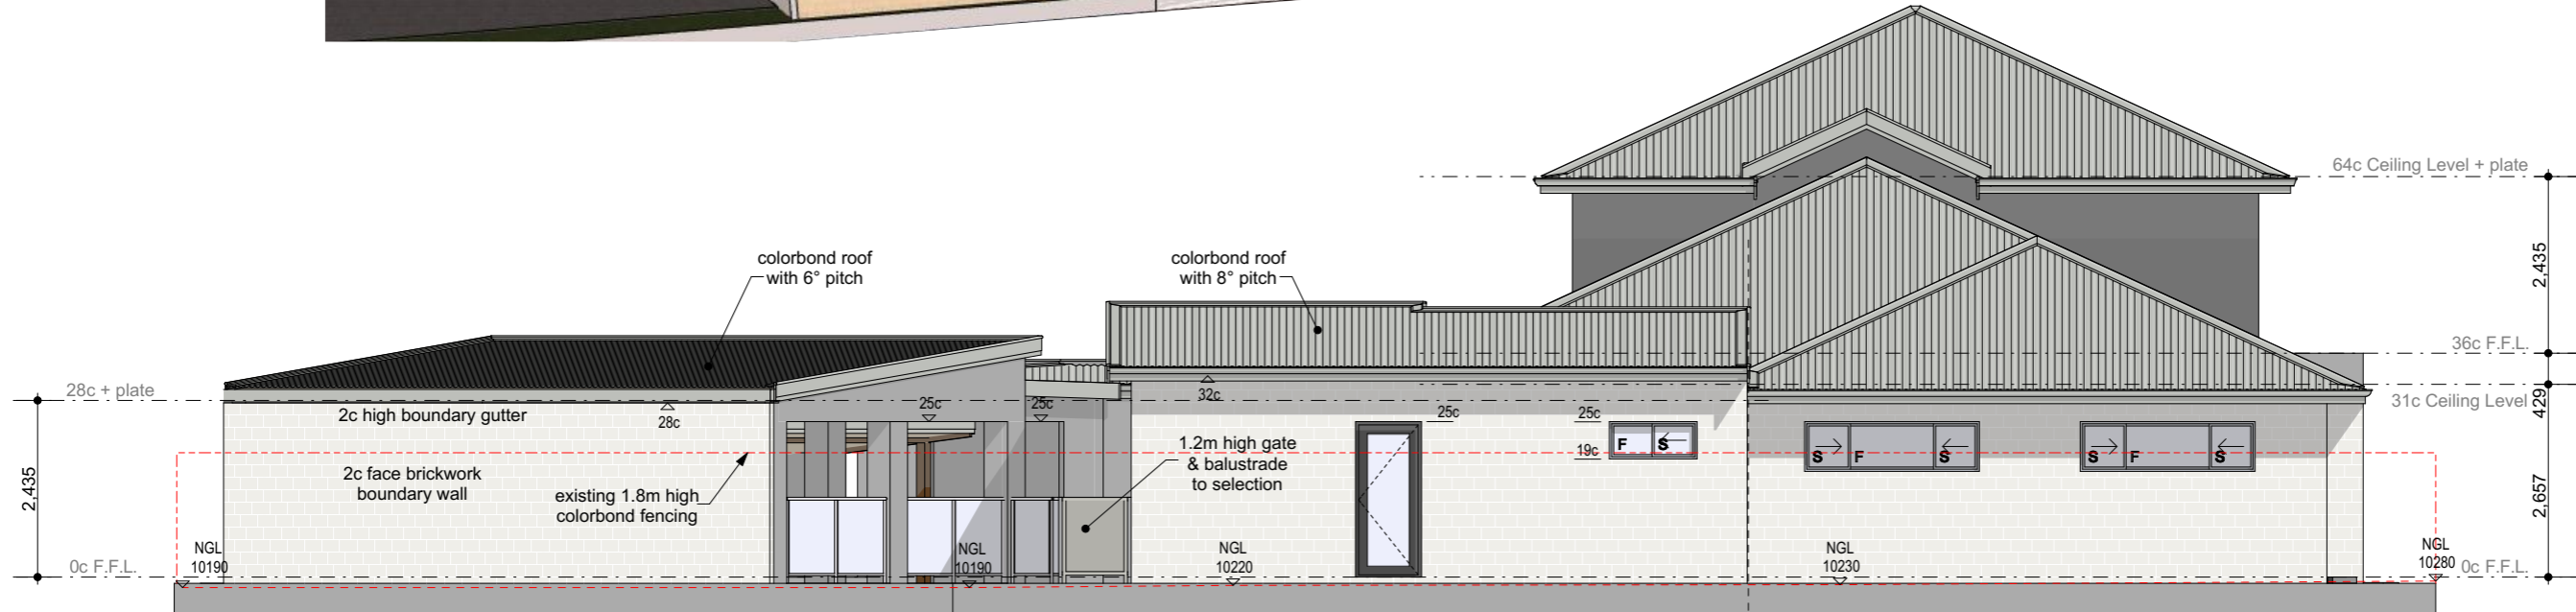 64c Ceiling Level + plate
2,435
colorbond roof
with 6° pitch
colorbond roof
with 8° pitch
36c F.F.L.
28c + plate
429
31c Ceiling Level
2c high boundary gutter
28c
25c
25c
32c
25c
25c
19c
F
S
S
F
S
S
F
S
1.2m high gate
& balustrade
to selection
2c face brickwork
boundary wall
existing 1.8m high
colorbond fencing
2,435
2,657
NGL
10190
NGL
10190
NGL
10220
NGL
10230
NGL
10280
0c F.F.L.
0c F.F.L.